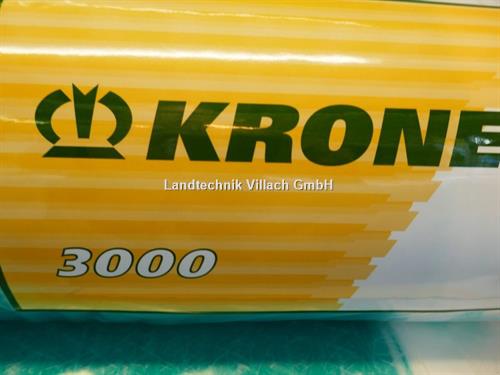 KRONE
Landtechnik Villach GmbH
3000